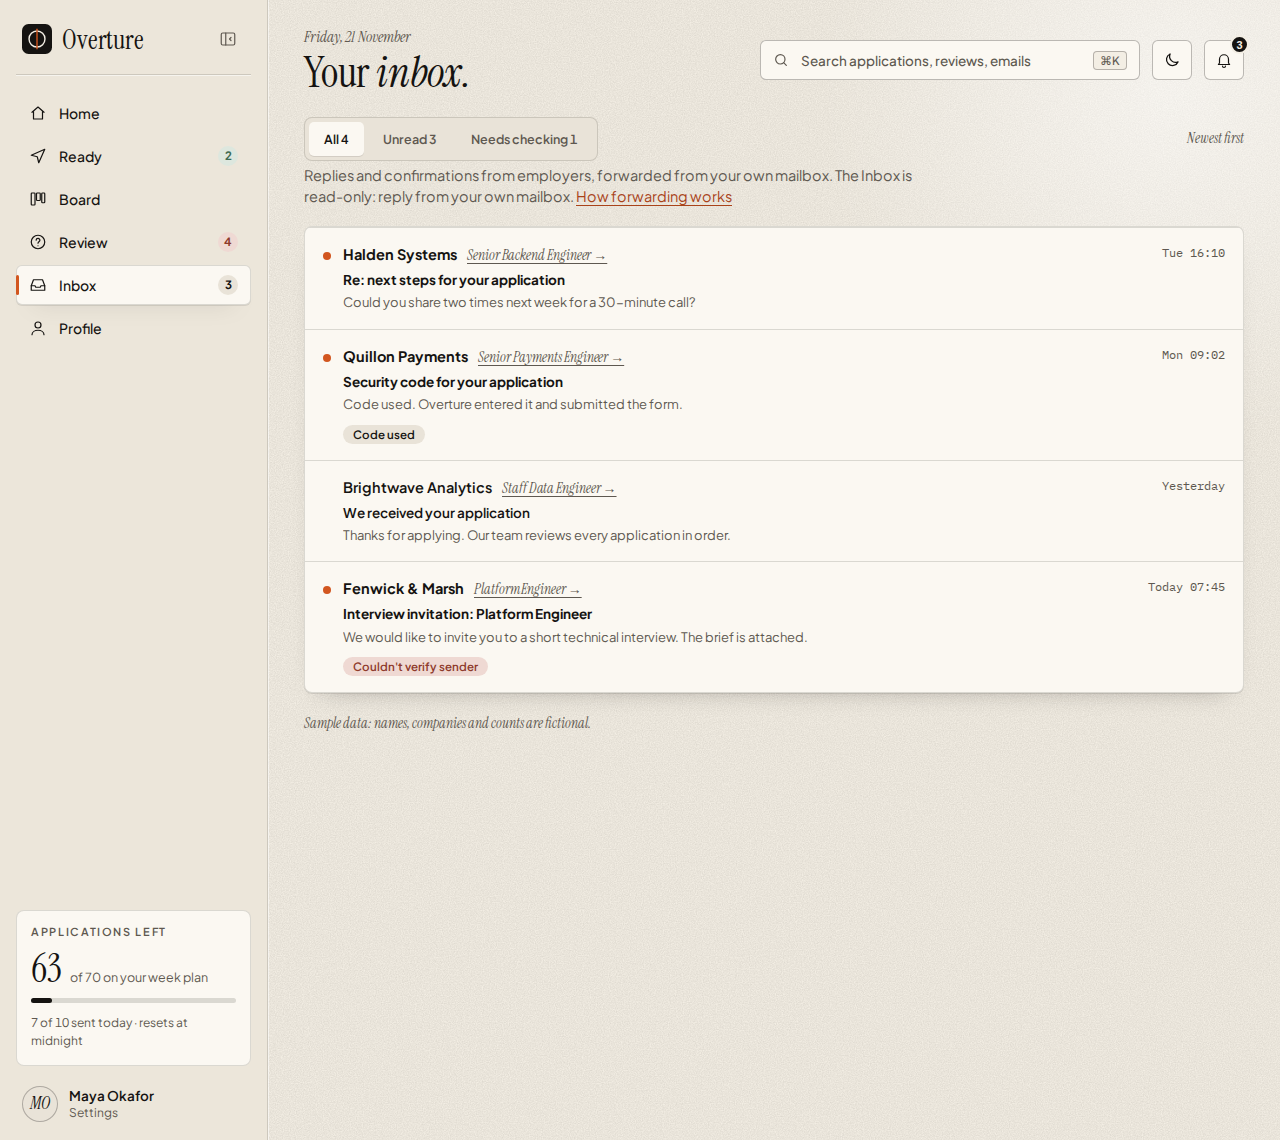 Overture
Home
Ready 2
Board
Review 4
Inbox 3
Profile
APPLICATIONS LEFT
63 of 70 on your week plan
7 of 10 sent today · resets at
midnight
MO
Maya Okafor
Settings
Friday, 21 November
Your inbox.
Search applications, reviews, emails ⌘K
3
All 4 Unread 3 Needs checking 1
Newest first
Replies and confirmations from employers, forwarded from your own mailbox. The Inbox is
read-only: reply from your own mailbox. How forwarding works
Halden Systems Senior Backend Engineer → Tue 16:10
Re: next steps for your application
Could you share two times next week for a 30-minute call?
Quillon Payments Senior Payments Engineer → Mon 09:02
Security code for your application
Code used. Overture entered it and submitted the form.
Code used
Brightwave Analytics Staff Data Engineer → Yesterday
We received your application
Thanks for applying. Our team reviews every application in order.
Fenwick & Marsh Platform Engineer → Today 07:45
Interview invitation: Platform Engineer
We would like to invite you to a short technical interview. The brief is attached.
Couldn't verify sender
Sample data: names, companies and counts are fictional.